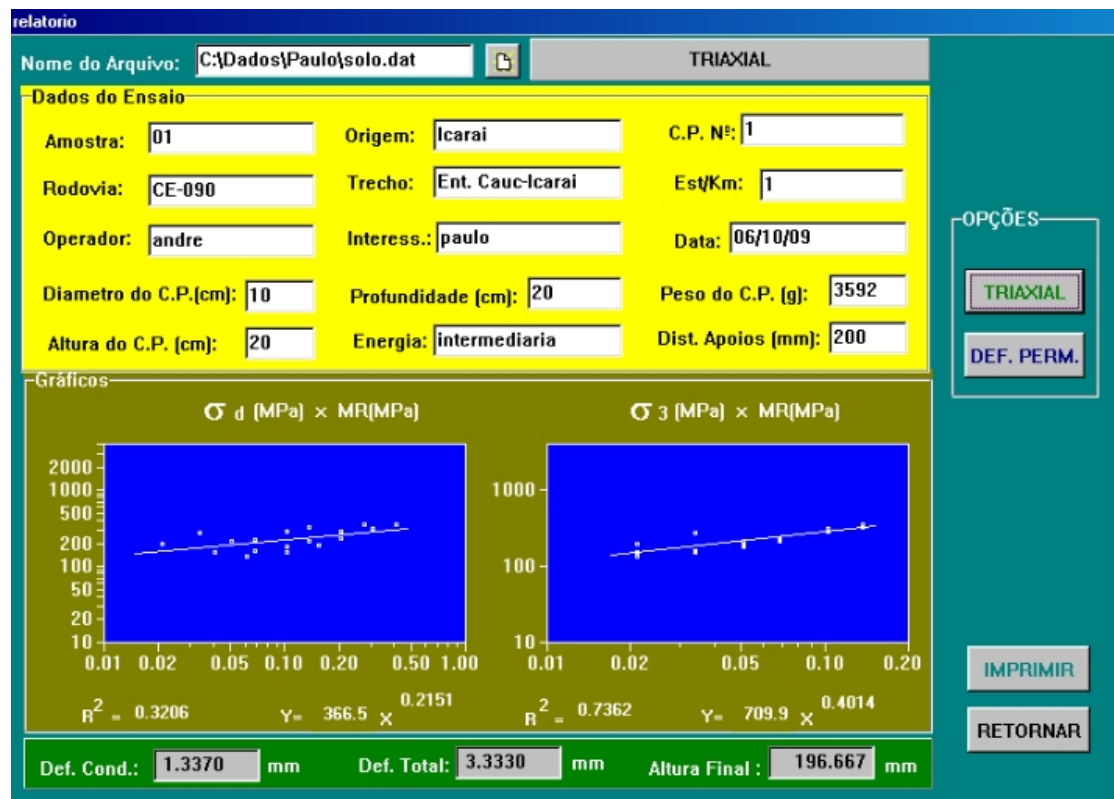 relatorio
Nome do Arquivo: C:\Dados\Paulo\solo.dat TRIAXIAL
Dados do Ensaio
Amostra: 01 Origem: Icarai C.P. Nº: 1
Rodovia: CE-090 Trecho: Ent. Cauc-Icarai Est/Km: 1
Operador: andre Interess.: paulo Data: 06/10/09
Diametro do C.P.(cm): 10 Profundidade (cm): 20 Peso do C.P. (g): 3592
Altura do C.P. (cm): 20 Energia: intermediaria Dist. Apoios (mm): 200
OPÇÕES
TRIAXIAL
DEF. PERM.
Gráficos
σ d (MPa) × MR(MPa)
2000
1000
500
200
100
50
20
10
0.01 0.02 0.05 0.10 0.20 0.50 1.00
R² = 0.3206 Y= 366.5 X^0.2151
σ 3 (MPa) × MR(MPa)
1000
100
10
0.01 0.02 0.05 0.10 0.20
R² = 0.7362 Y= 709.9 X^0.4014
IMPRIMIR
RETORNAR
Def. Cond.: 1.3370 mm Def. Total: 3.3330 mm Altura Final : 196.667 mm